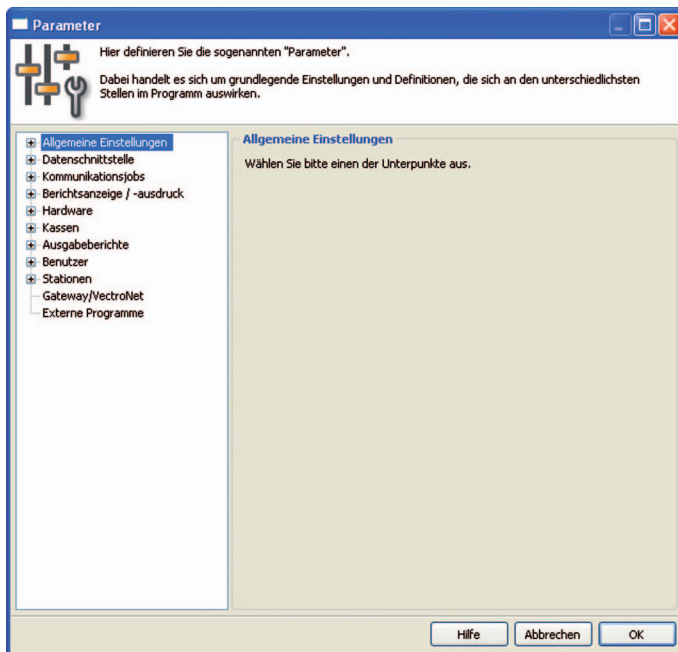 Parameter
Hier definieren Sie die sogenannten "Parameter".
Dabei handelt es sich um grundlegende Einstellungen und Definitionen, die sich an den unterschiedlichsten
Stellen im Programm auswirken.
Allgemeine Einstellungen
Datenschnittstelle
Kommunikationsjobs
Berichtsanzeige / -ausdruck
Hardware
Kassen
Ausgabeberichte
Benutzer
Stationen
Gateway/VectroNet
Externe Programme
Allgemeine Einstellungen
Wählen Sie bitte einen der Unterpunkte aus.
Hilfe
Abbrechen
OK